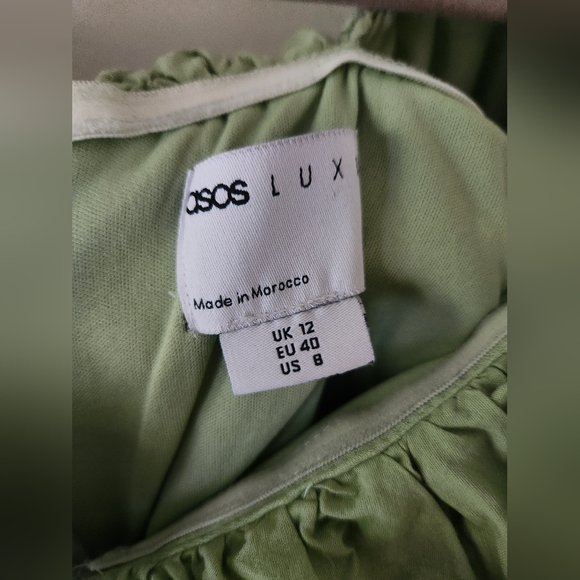 asos LUX
Made in Morocco
UK 12
EU 40
US 8